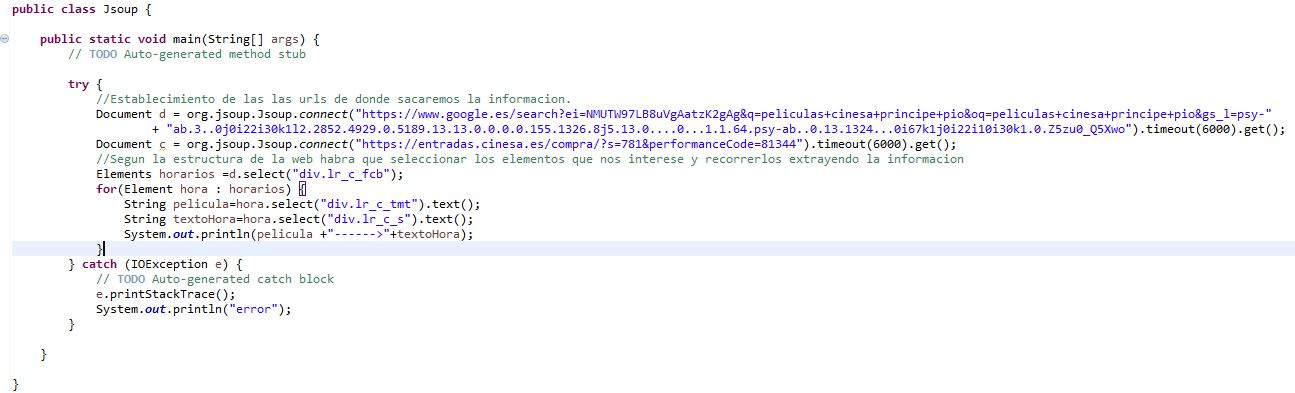 public class Jsoup {
public static void main(String[] args) {
// TODO Auto-generated method stub
try {
//Establecimiento de las las urls de donde sacaremos la informacion.
Document d = org.jsoup.Jsoup.connect("https://www.google.es/search?ei=NMUTW97LB8uVgAatzK2gAg&q=peliculas+cinesa+principe+pio&oq=peliculas+cinesa+principe+pio&gs_l=psy-"
+ "ab.3..0j0i22i30k1l2.2852.4929.0.5189.13.13.0.0.0.0.155.1326.8j5.13.0....0...1.1.64.psy-ab..0.13.1324...0i67k1j0i22i10i30k1.0.Z5zu0_Q5Xwo").timeout(6000).get();
Document c = org.jsoup.Jsoup.connect("https://entradas.cinesa.es/compra/?s=781&performanceCode=81344").timeout(6000).get();
//Segun la estructura de la web habra que seleccionar los elementos que nos interese y recorrerlos extrayendo la informacion
Elements horarios =d.select("div.lr_c_fcb");
for(Element hora : horarios) {
String pelicula=hora.select("div.lr_c_tmt").text();
String textoHora=hora.select("div.lr_c_s").text();
System.out.println(pelicula +"------>"+textoHora);
}
} catch (IOException e) {
// TODO Auto-generated catch block
e.printStackTrace();
System.out.println("error");
}
}
}